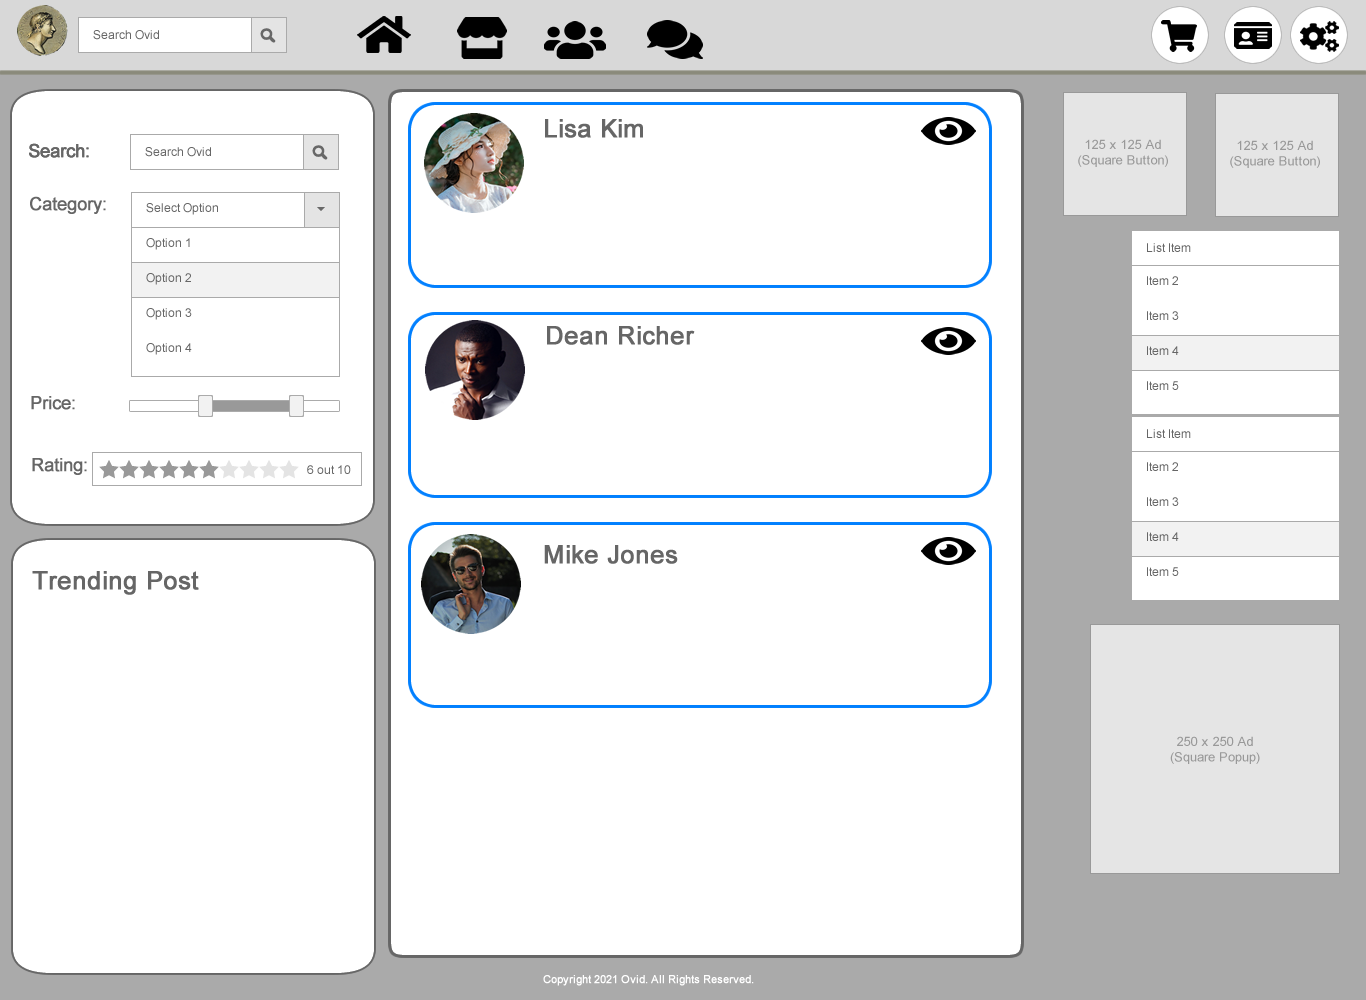 Search Ovid
Search:
Search Ovid
Category:
Select Option
Option 1
Option 2
Option 3
Option 4
Price:
Rating:
6 out 10
Trending Post
Lisa Kim
Dean Richer
Mike Jones
125 x 125 Ad
(Square Button)
125 x 125 Ad
(Square Button)
List Item
Item 2
Item 3
Item 4
Item 5
List Item
Item 2
Item 3
Item 4
Item 5
250 x 250 Ad
(Square Popup)
Copyright 2021 Ovid. All Rights Reserved.